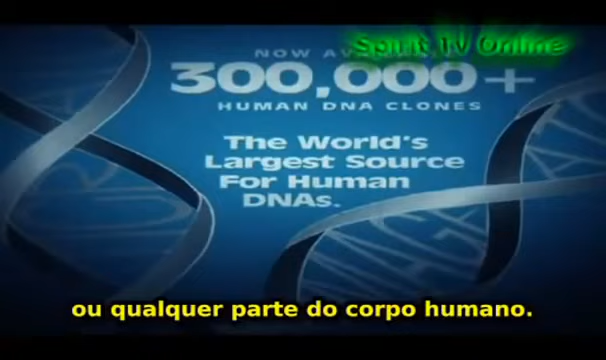 Spirit Tv Online
NOW
300,000+
HUMAN DNA CLONES
The World's
Largest Source
For Human
DNAs.
ou qualquer parte do corpo humano.